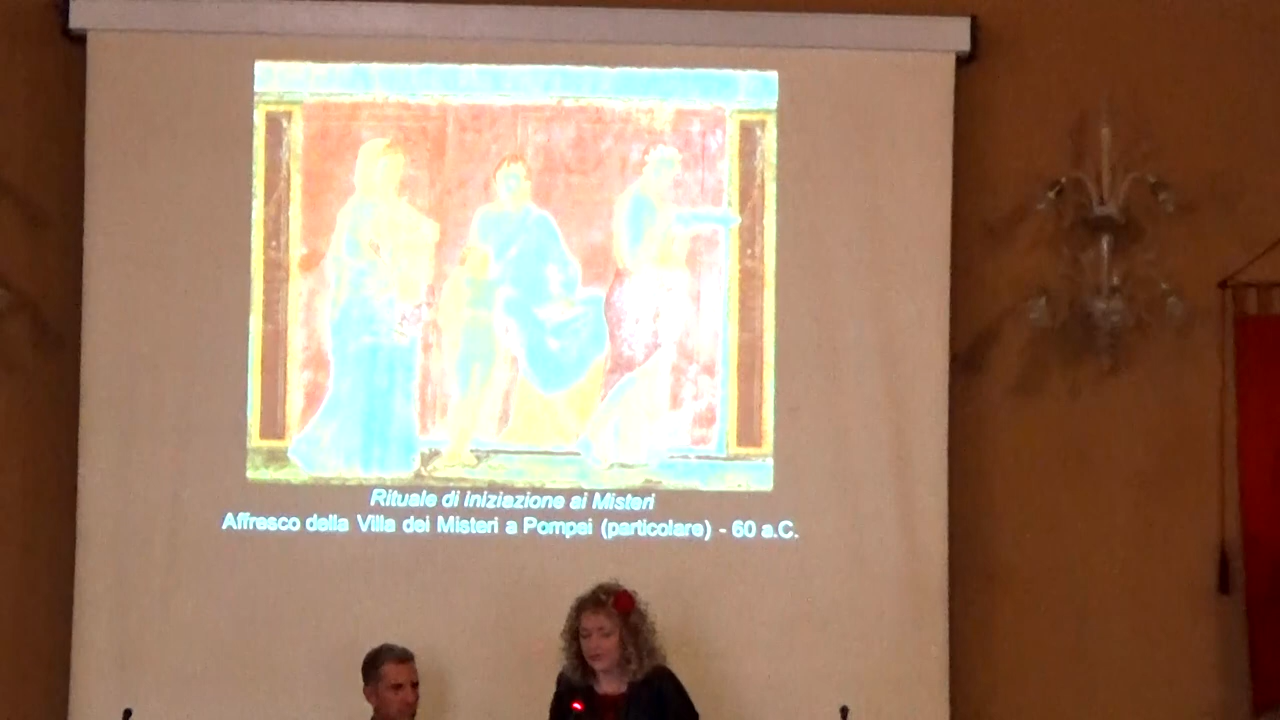 Rituale di iniziazione ai Misteri
Affresco della Villa dei Misteri a Pompei (particolare) - 60 a.C.